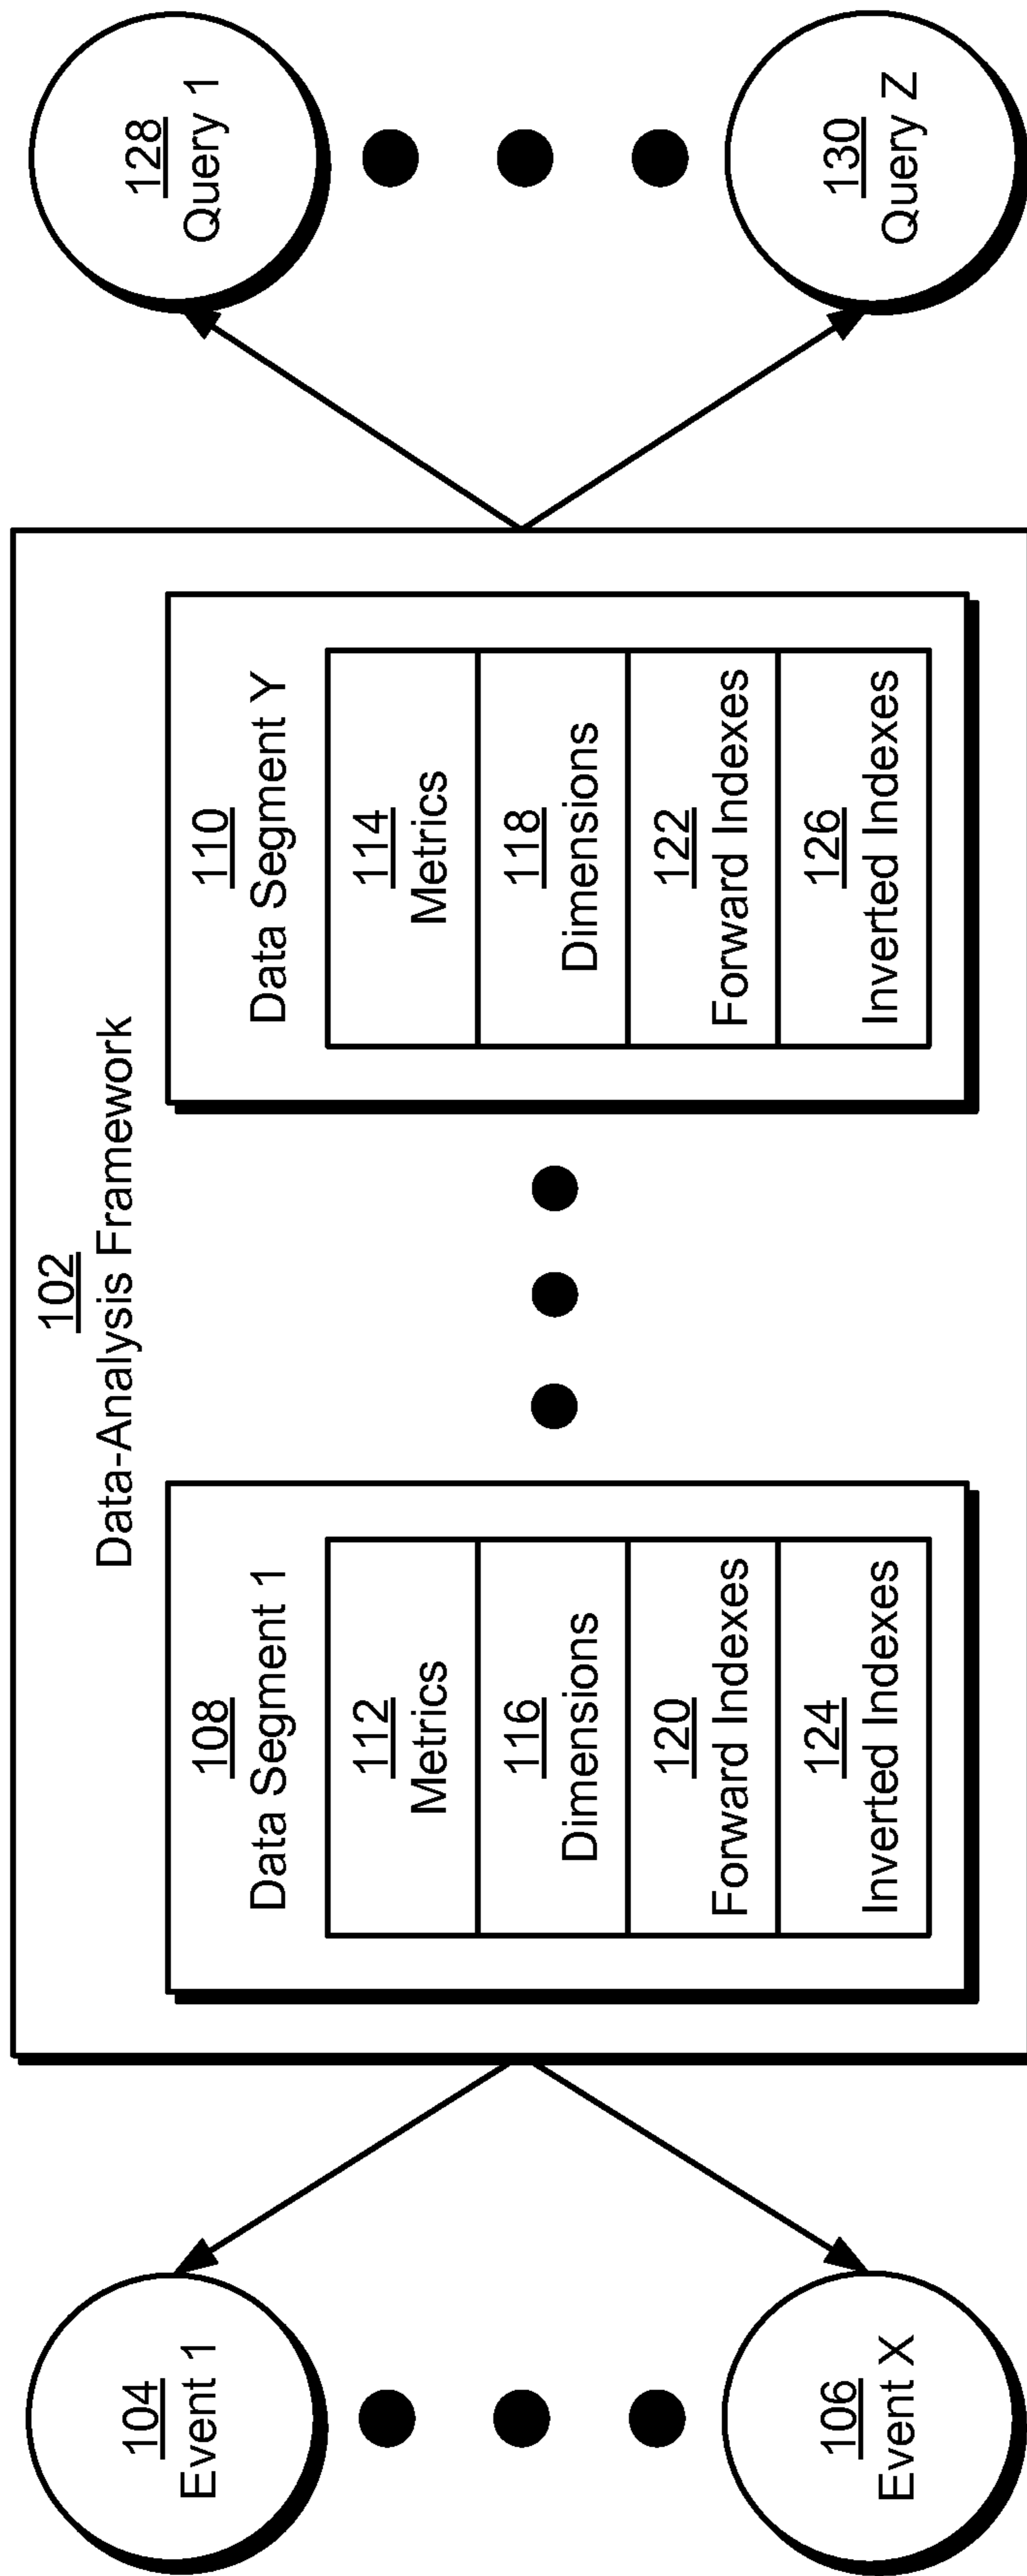 102
Data-Analysis Framework
104
Event 1
106
Event X
108
Data Segment 1
112
Metrics
116
Dimensions
120
Forward Indexes
124
Inverted Indexes
110
Data Segment Y
114
Metrics
118
Dimensions
122
Forward Indexes
126
Inverted Indexes
128
Query 1
130
Query Z